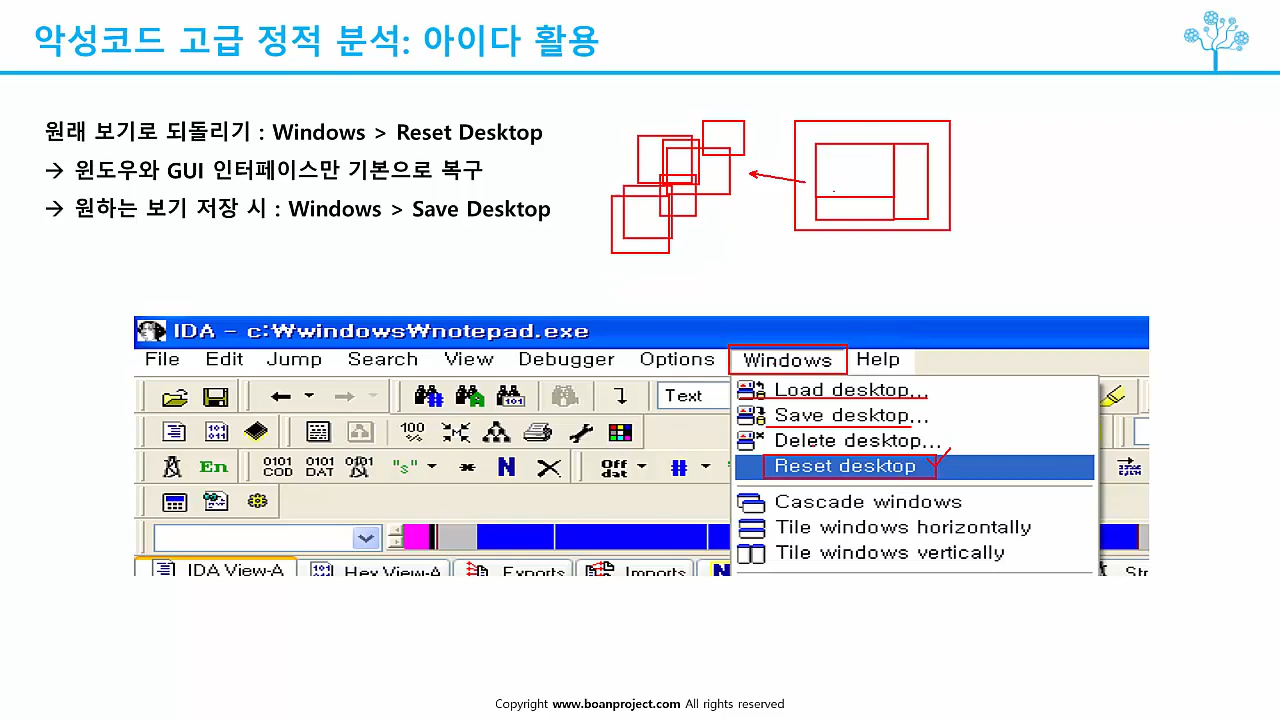 악성코드 고급 정적 분석: 아이다 활용
원래 보기로 되돌리기 : Windows > Reset Desktop
→ 윈도우와 GUI 인터페이스만 기본으로 복구
→ 원하는 보기 저장 시 : Windows > Save Desktop
IDA - c:₩windows₩notepad.exe
File Edit Jump Search View Debugger Options Windows Help
Load desktop...
Text
Save desktop...
100 %
Delete desktop...
En 0101 COD 0101 DAT "s" N Off dat #
Reset desktop
Cascade windows
Tile windows horizontally
Tile windows vertically
IDA View-A Hex View-A Exports Imports N Str
Copyright www.boanproject.com All rights reserved